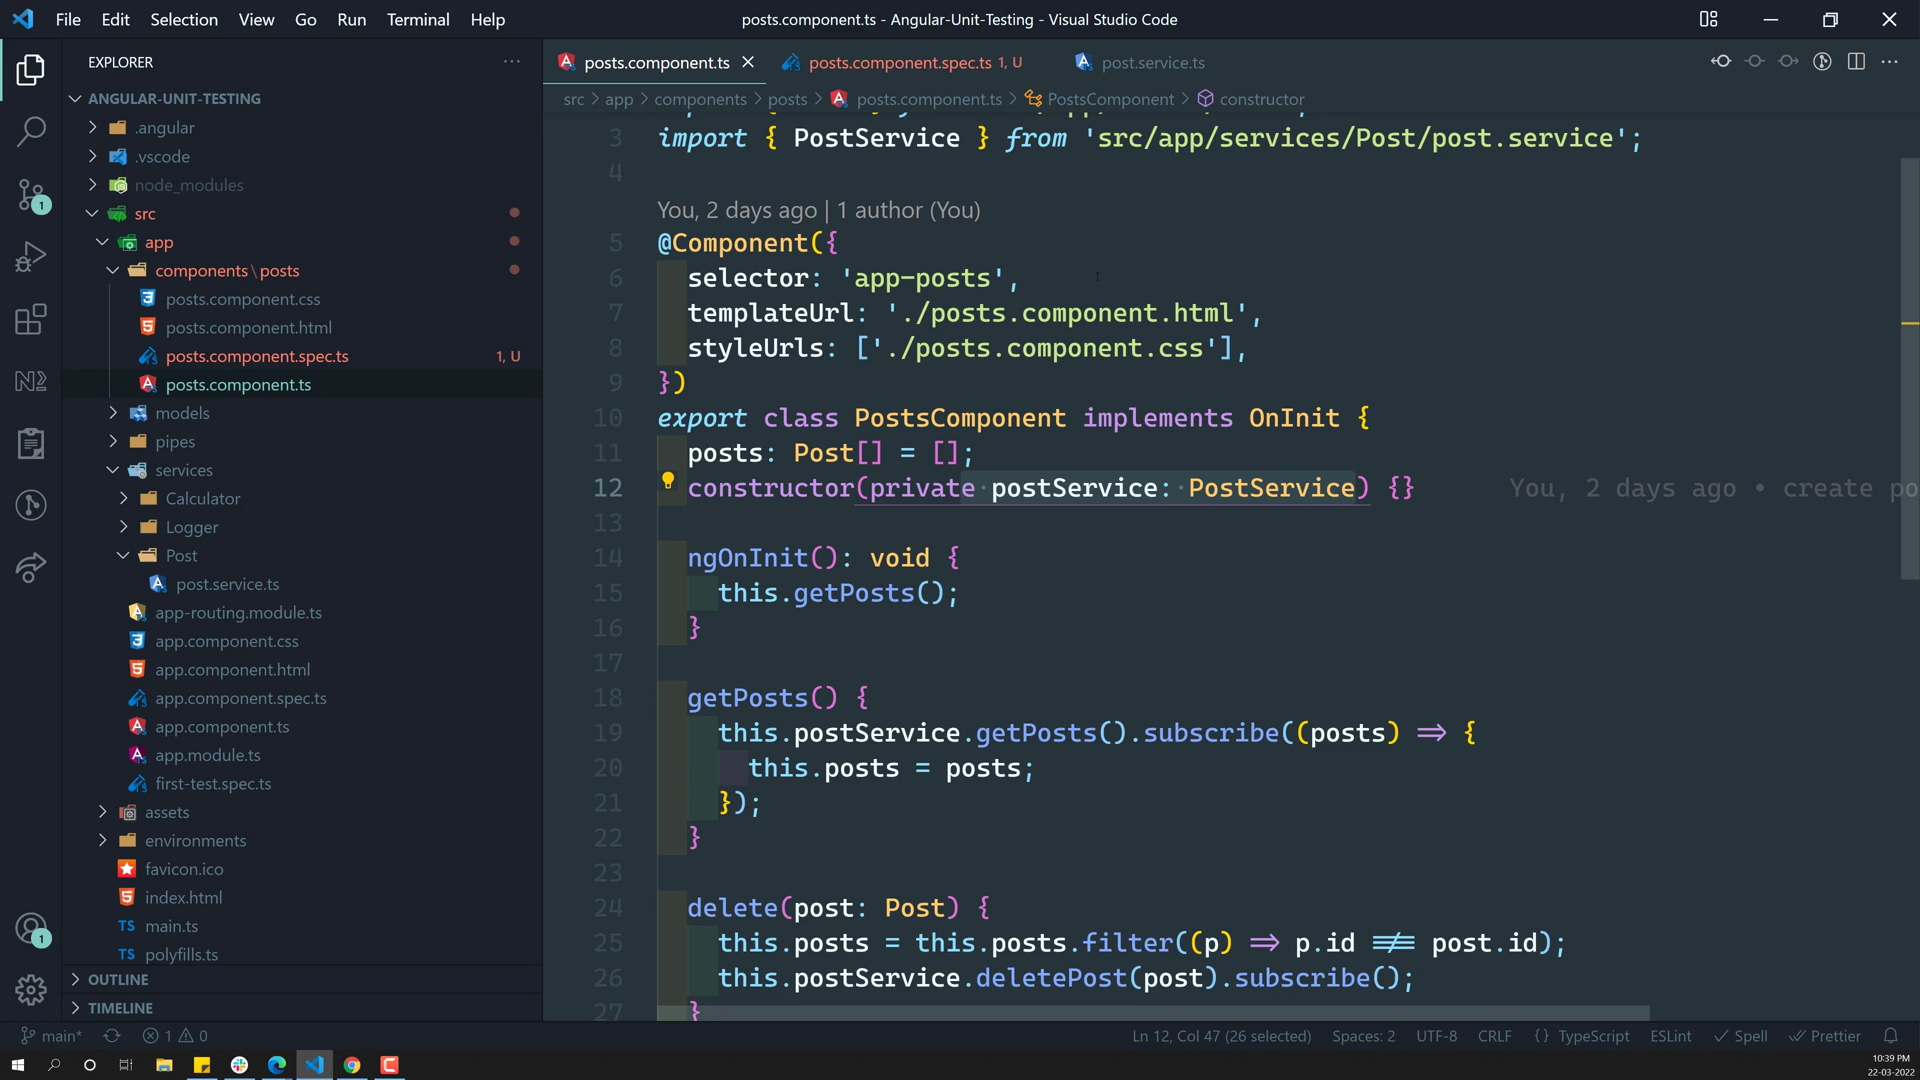 File Edit Selection View Go Run Terminal Help
posts.component.ts - Angular-Unit-Testing - Visual Studio Code
EXPLORER
ANGULAR-UNIT-TESTING
.angular
.vscode
node_modules
src
app
components\posts
posts.component.css
posts.component.html
posts.component.spec.ts 1, U
posts.component.ts
models
pipes
services
Calculator
Logger
Post
post.service.ts
app-routing.module.ts
app.component.css
app.component.html
app.component.spec.ts
app.component.ts
app.module.ts
first-test.spec.ts
assets
environments
favicon.ico
index.html
TS main.ts
TS polyfills.ts
OUTLINE
TIMELINE
1
1
posts.component.ts posts.component.spec.ts 1, U post.service.ts
src > app > components > posts > posts.component.ts > PostsComponent > constructor
3 import { PostService } from 'src/app/services/Post/post.service';
4
You, 2 days ago | 1 author (You)
5 @Component({
6 selector: 'app-posts',
7 templateUrl: './posts.component.html',
8 styleUrls: ['./posts.component.css'],
9 })
10 export class PostsComponent implements OnInit {
11 posts: Post[] = [];
12 constructor(private postService: PostService) {} You, 2 days ago • create po
13
14 ngOnInit(): void {
15 this.getPosts();
16 }
17
18 getPosts() {
19 this.postService.getPosts().subscribe((posts) => {
20 this.posts = posts;
21 });
22 }
23
24 delete(post: Post) {
25 this.posts = this.posts.filter((p) => p.id !== post.id);
26 this.postService.deletePost(post).subscribe();
27 }
main* 1 0 Ln 12, Col 47 (26 selected) Spaces: 2 UTF-8 CRLF {} TypeScript ESLint Spell Prettier
10:39 PM
22-03-2022